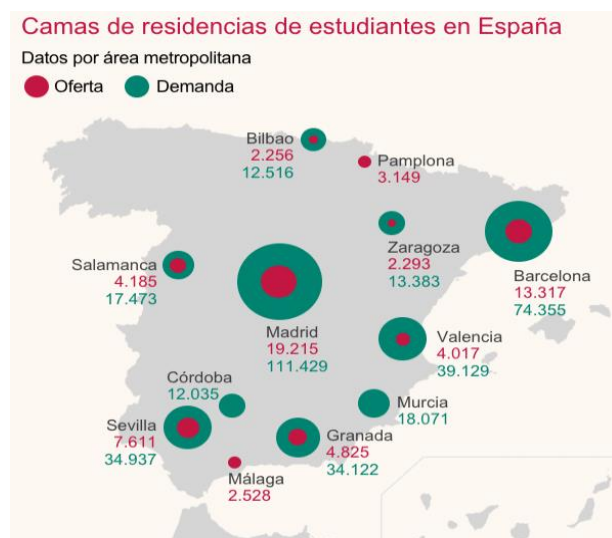 Camas de residencias de estudiantes en España
Datos por área metropolitana
Oferta Demanda
Bilbao
2.256
12.516
Pamplona
3.149
Zaragoza
2.293
13.383
Barcelona
13.317
74.355
Salamanca
4.185
17.473
Madrid
19.215
111.429
Valencia
4.017
39.129
Córdoba
12.035
Murcia
18.071
Sevilla
7.611
34.937
Granada
4.825
34.122
Málaga
2.528